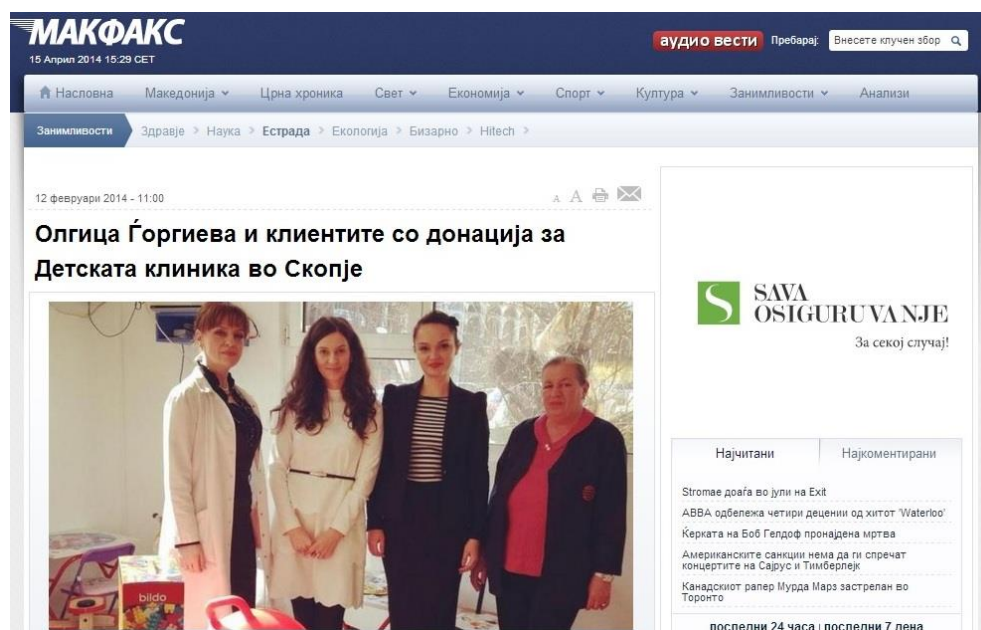 МАКФАКС
15 Април 2014 15:29 CET
аудио вести Пребарај: Внесете клучен збор
Насловна Македонија Црна хроника Свет Економија Спорт Култура Занимливости Анализи
Занимливости Здравје > Наука > Естрада > Екологија > Бизарно > Hitech >
12 февруари 2014 - 11:00
A A
Олгица Ѓоргиева и клиентите со донација за
Детската клиника во Скопје
bildo
SAVA
OSIGURUVANJE
За секој случај!
Најчитани Најкоментирани
Stromae доаѓа во јули на Exit
ABBA одбележа четири децении од хитот 'Waterloo'
Ќерката на Боб Гелдоф пронајдена мртва
Американските санкции нема да ги спречат
концертите на Сајрус и Тимберлејк
Канадскиот рапер Мурда Марз застрелан во
Торонто
последни 24 часа | последни 7 дена